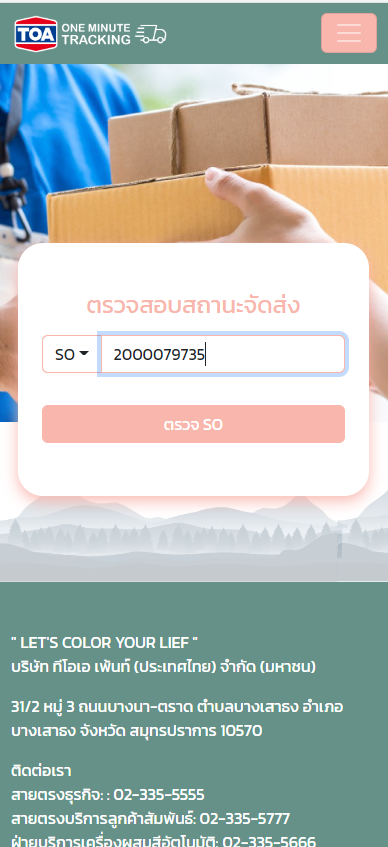 TOA
ONE MINUTE
TRACKING
ตรวจสอบสถานะจัดส่ง
SO
2000079735
ตรวจ SO
" LET'S COLOR YOUR LIEF "
บริษัท ทีโอเอ เพ้นท์ (ประเทศไทย) จำกัด (มหาชน)
31/2 หมู่ 3 ถนนบางนา-ตราด ตำบลบางเสาธง อำเภอ
บางเสาธง จังหวัด สมุทรปราการ 10570
ติดต่อเรา
สายตรงธุรกิจ: : 02-335-5555
สายตรงบริการลูกค้าสัมพันธ์: 02-335-5777
ฝ่ายบริการเครื่องผสมสีอัตโนมัติ: 02-335-5666